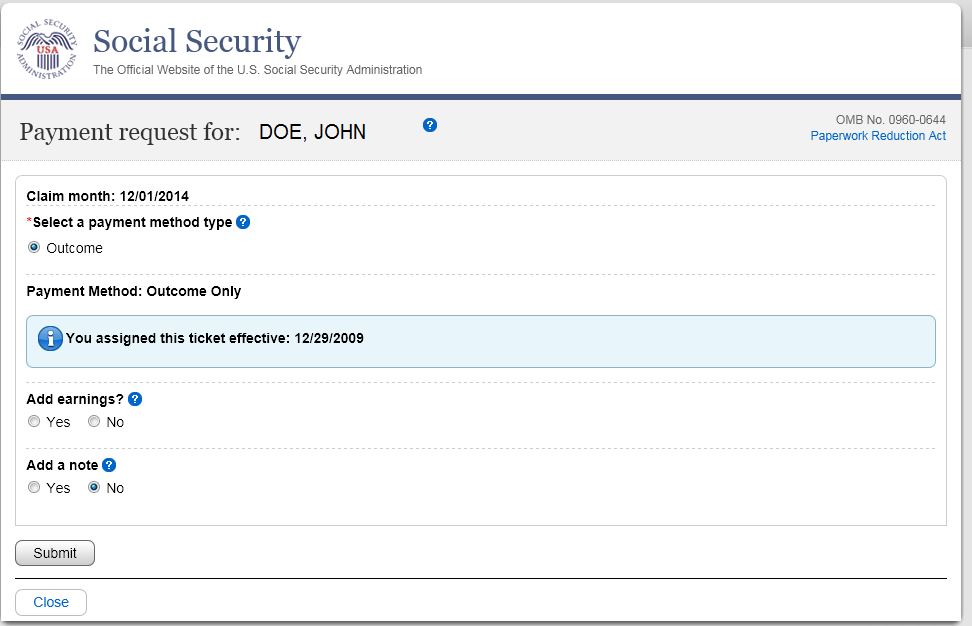 SOCIAL SECURITY ADMINISTRATION
USA
Social Security
The Official Website of the U.S. Social Security Administration
Payment request for: DOE, JOHN ?
OMB No. 0960-0644
Paperwork Reduction Act
Claim month: 12/01/2014
*Select a payment method type ?
Outcome
Payment Method: Outcome Only
i You assigned this ticket effective: 12/29/2009
Add earnings? ?
Yes No
Add a note ?
Yes No
Submit
Close